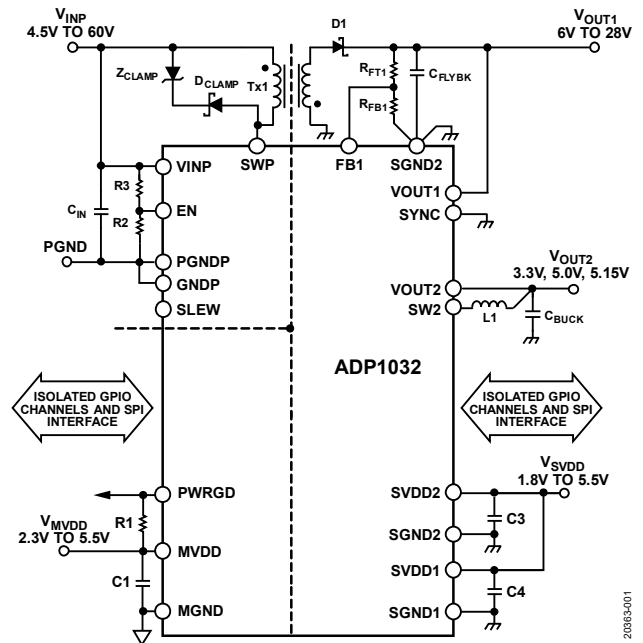 VINP
4.5V TO 60V
D1
VOUT1
6V TO 28V
ZCLAMP
DCLAMP
Tx1
RFT1
CFLYBK
RFB1
SWP
FB1
SGND2
VINP
R3
CIN
EN
R2
PGND
PGNDP
GNDP
SLEW
VOUT1
SYNC
VOUT2
3.3V, 5.0V, 5.15V
VOUT2
SW2
L1
CBUCK
ADP1032
ISOLATED GPIO
CHANNELS AND SPI
INTERFACE
ISOLATED GPIO
CHANNELS AND SPI
INTERFACE
VSVDD
1.8V TO 5.5V
PWRGD
R1
VMVDD
2.3V TO 5.5V
MVDD
C1
MGND
SVDD2
C3
SGND2
SVDD1
C4
SGND1
20363-001